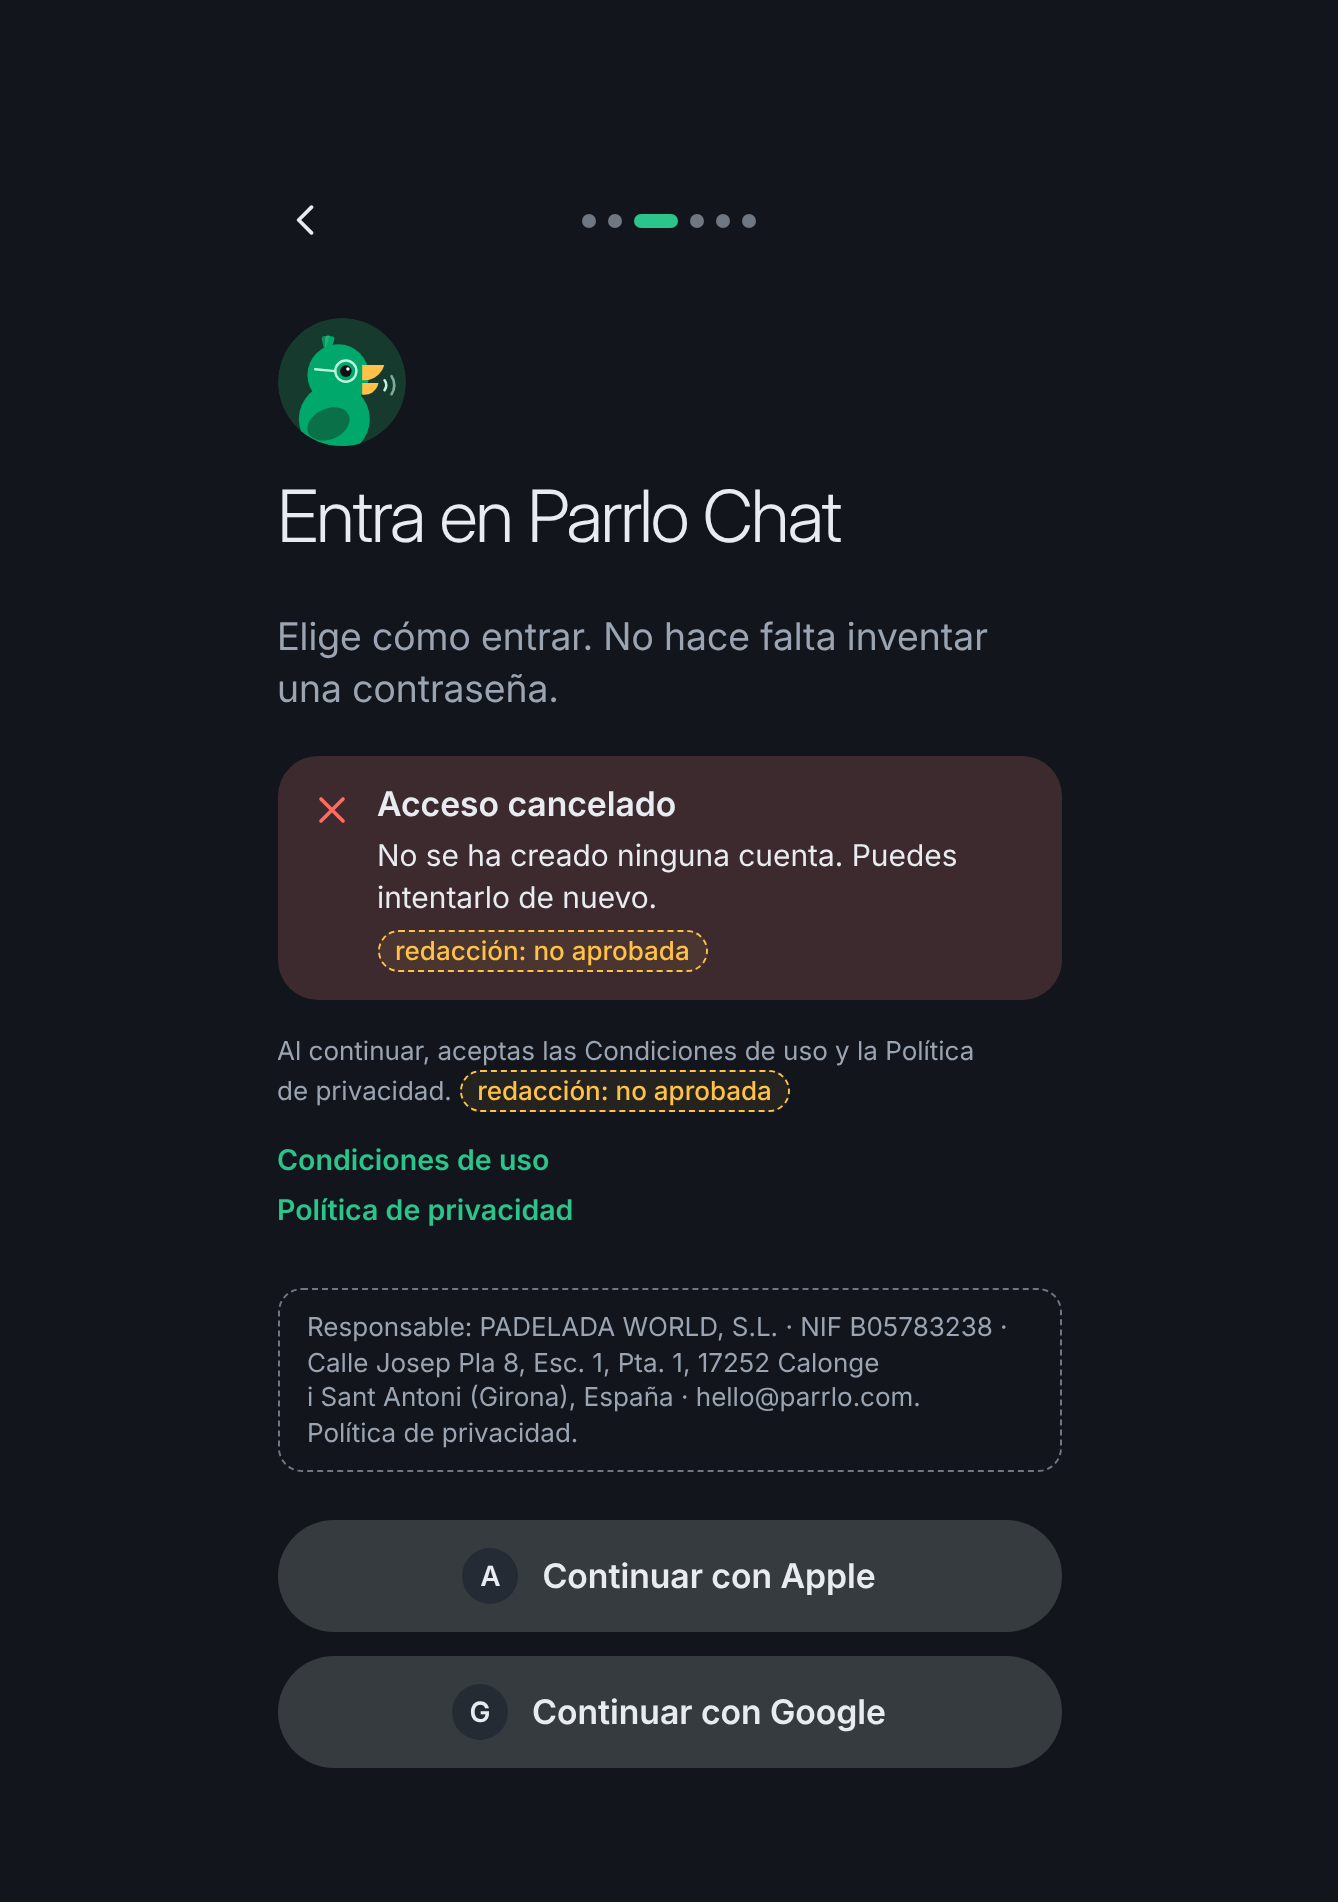 Entra en Parrlo Chat
Elige cómo entrar. No hace falta inventar
una contraseña.
Acceso cancelado
No se ha creado ninguna cuenta. Puedes
intentarlo de nuevo.
redacción: no aprobada
Al continuar, aceptas las Condiciones de uso y la Política
de privacidad. redacción: no aprobada
Condiciones de uso
Política de privacidad
Responsable: PADELADA WORLD, S.L. · NIF B05783238 ·
Calle Josep Pla 8, Esc. 1, Pta. 1, 17252 Calonge
i Sant Antoni (Girona), España · hello@parrlo.com.
Política de privacidad.
A Continuar con Apple
G Continuar con Google